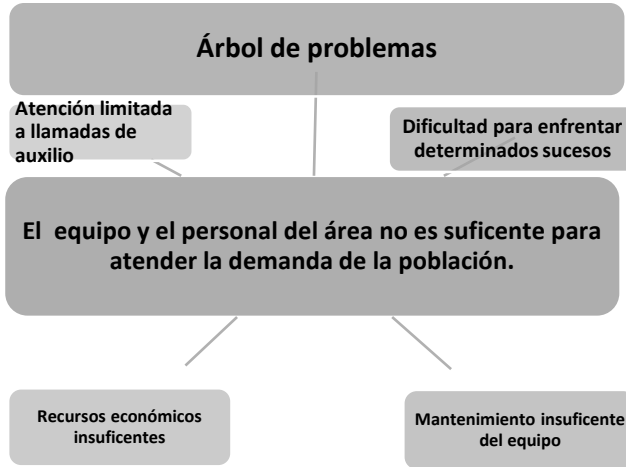 Árbol de problemas
Atención limitada
a llamadas de
auxilio
Dificultad para enfrentar
determinados sucesos
El equipo y el personal del área no es suficente para
atender la demanda de la población.
Recursos económicos
insuficentes
Mantenimiento insuficente
del equipo